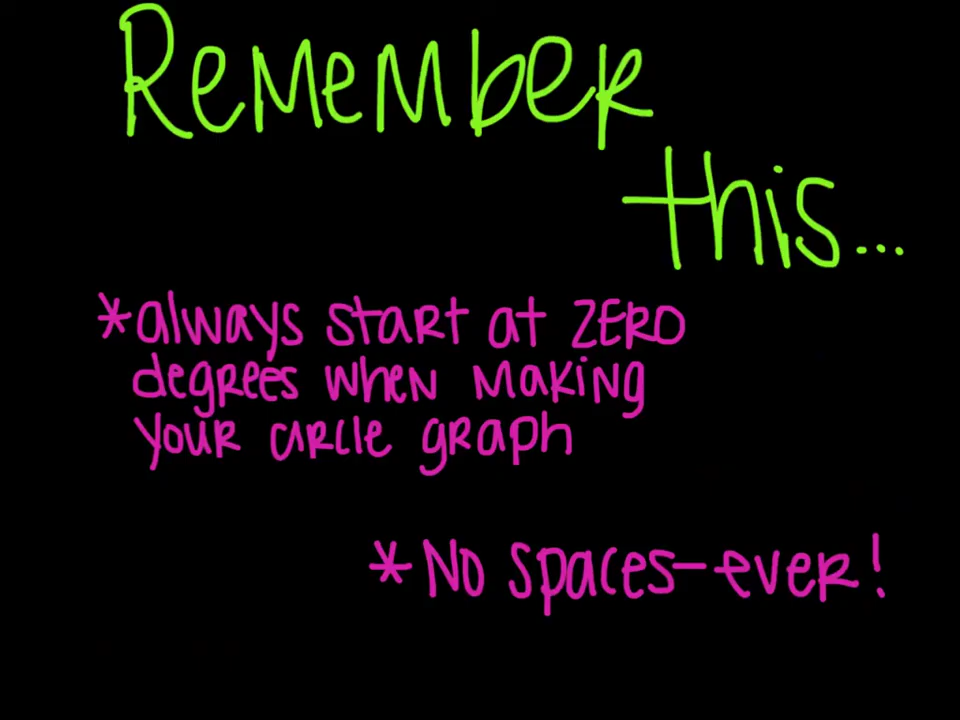 Remember
this...
*always start at ZERO
degrees when making
your circle graph
*No spaces-ever!